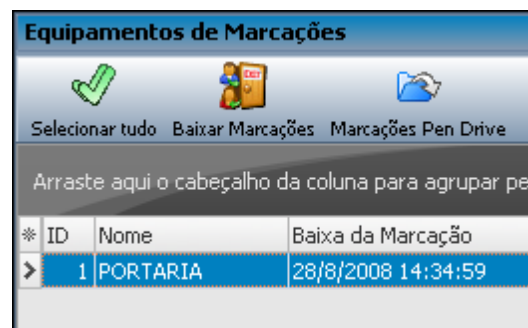 Equipamentos de Marcações
Selecionar tudo Baixar Marcações Marcações Pen Drive
Arraste aqui o cabeçalho da coluna para agrupar pe
ID Nome Baixa da Marcação
1 PORTARIA 28/8/2008 14:34:59